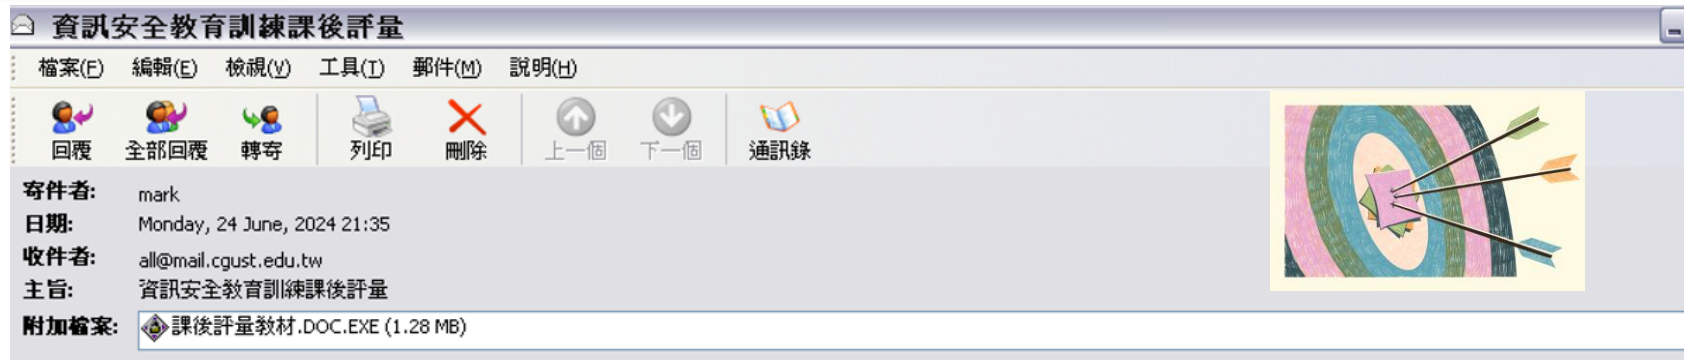 資訊安全教育訓練課後評量
檔案(F) 編輯(E) 檢視(V) 工具(T) 郵件(M) 說明(H)
回覆 全部回覆 轉寄 列印 刪除 上一個 下一個 通訊錄
寄件者: mark
日期: Monday, 24 June, 2024 21:35
收件者: all@mail.cgust.edu.tw
主旨: 資訊安全教育訓練課後評量
附加檔案: 課後評量教材.DOC.EXE (1.28 MB)